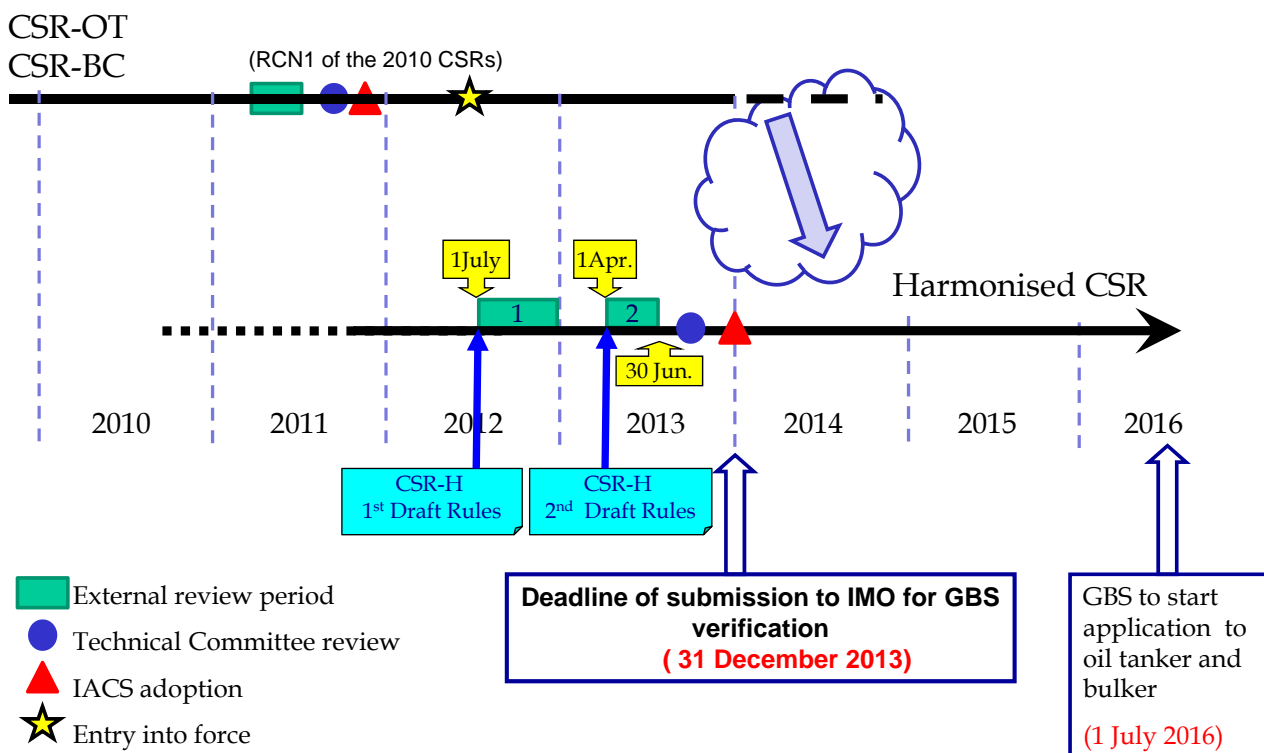 CSR-OT
CSR-BC
(RCN1 of the 2010 CSRs)
1July
1Apr.
Harmonised CSR
1
2
30 Jun.
2010
2011
2012
2013
2014
2015
2016
CSR-H
1st Draft Rules
CSR-H
2nd Draft Rules
External review period
Technical Committee review
IACS adoption
Entry into force
Deadline of submission to IMO for GBS
verification
( 31 December 2013)
GBS to start
application to
oil tanker and
bulker
(1 July 2016)